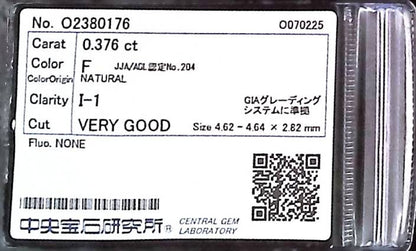 No. O2380176 O070225
Carat 0.376 ct
Color F JJA/AGL認定No.204
ColorOrigin NATURAL
Clarity I-1 GIAグレーディング
システムに準拠
Cut VERY GOOD Size 4.62 - 4.64 × 2.82 mm
Fluo. NONE
中央宝石研究所® CENTRAL GEM
LABORATORY